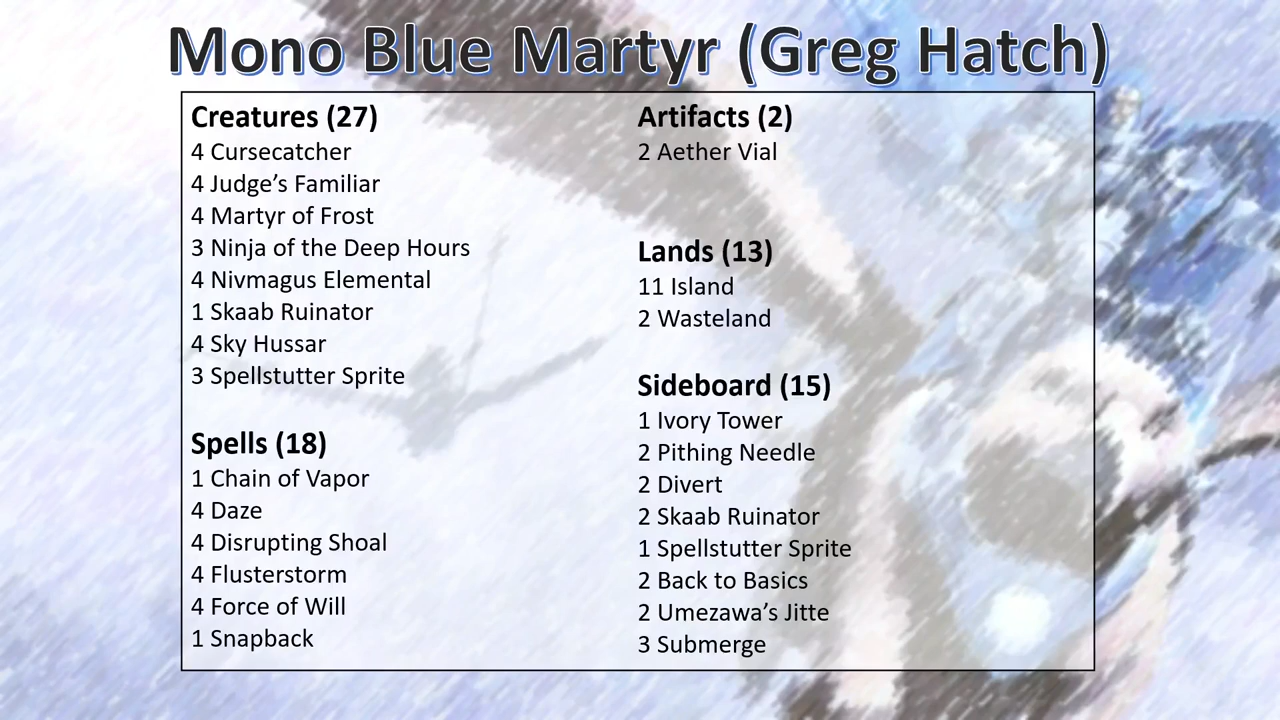 Mono Blue Martyr (Greg Hatch)
Creatures (27)
4 Cursecatcher
4 Judge’s Familiar
4 Martyr of Frost
3 Ninja of the Deep Hours
4 Nivmagus Elemental
1 Skaab Ruinator
4 Sky Hussar
3 Spellstutter Sprite
Spells (18)
1 Chain of Vapor
4 Daze
4 Disrupting Shoal
4 Flusterstorm
4 Force of Will
1 Snapback
Artifacts (2)
2 Aether Vial
Lands (13)
11 Island
2 Wasteland
Sideboard (15)
1 Ivory Tower
2 Pithing Needle
2 Divert
2 Skaab Ruinator
1 Spellstutter Sprite
2 Back to Basics
2 Umezawa’s Jitte
3 Submerge